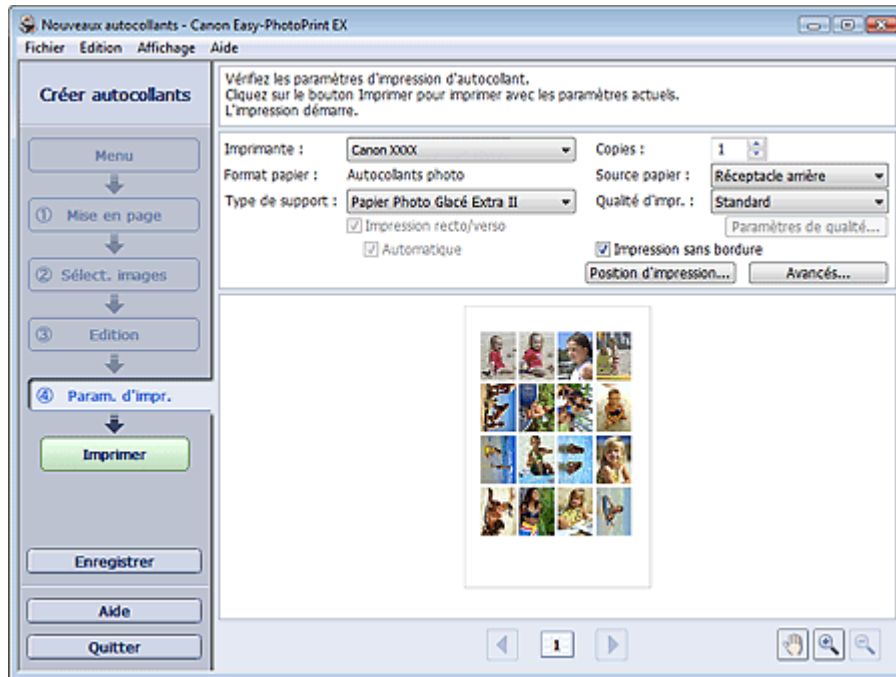 Nouveaux autocollants - Canon Easy-PhotoPrint EX
Fichier Edition Affichage Aide
Créer autocollants
Vérifiez les paramètres d'impression d'autocollant.
Cliquez sur le bouton Imprimer pour imprimer avec les paramètres actuels.
L'impression démarre.
Menu
① Mise en page
② Sélect. images
③ Edition
④ Param. d'impr.
Imprimer
Enregistrer
Aide
Quitter
Imprimante : Canon XXXX
Copies : 1
Format papier : Autocollants photo
Source papier : Réceptacle arrière
Type de support : Papier Photo Glacé Extra II
Qualité d'impr. : Standard
Impression recto/verso
Paramètres de qualité...
Automatique
Impression sans bordure
Position d'impression... Avancés...
1